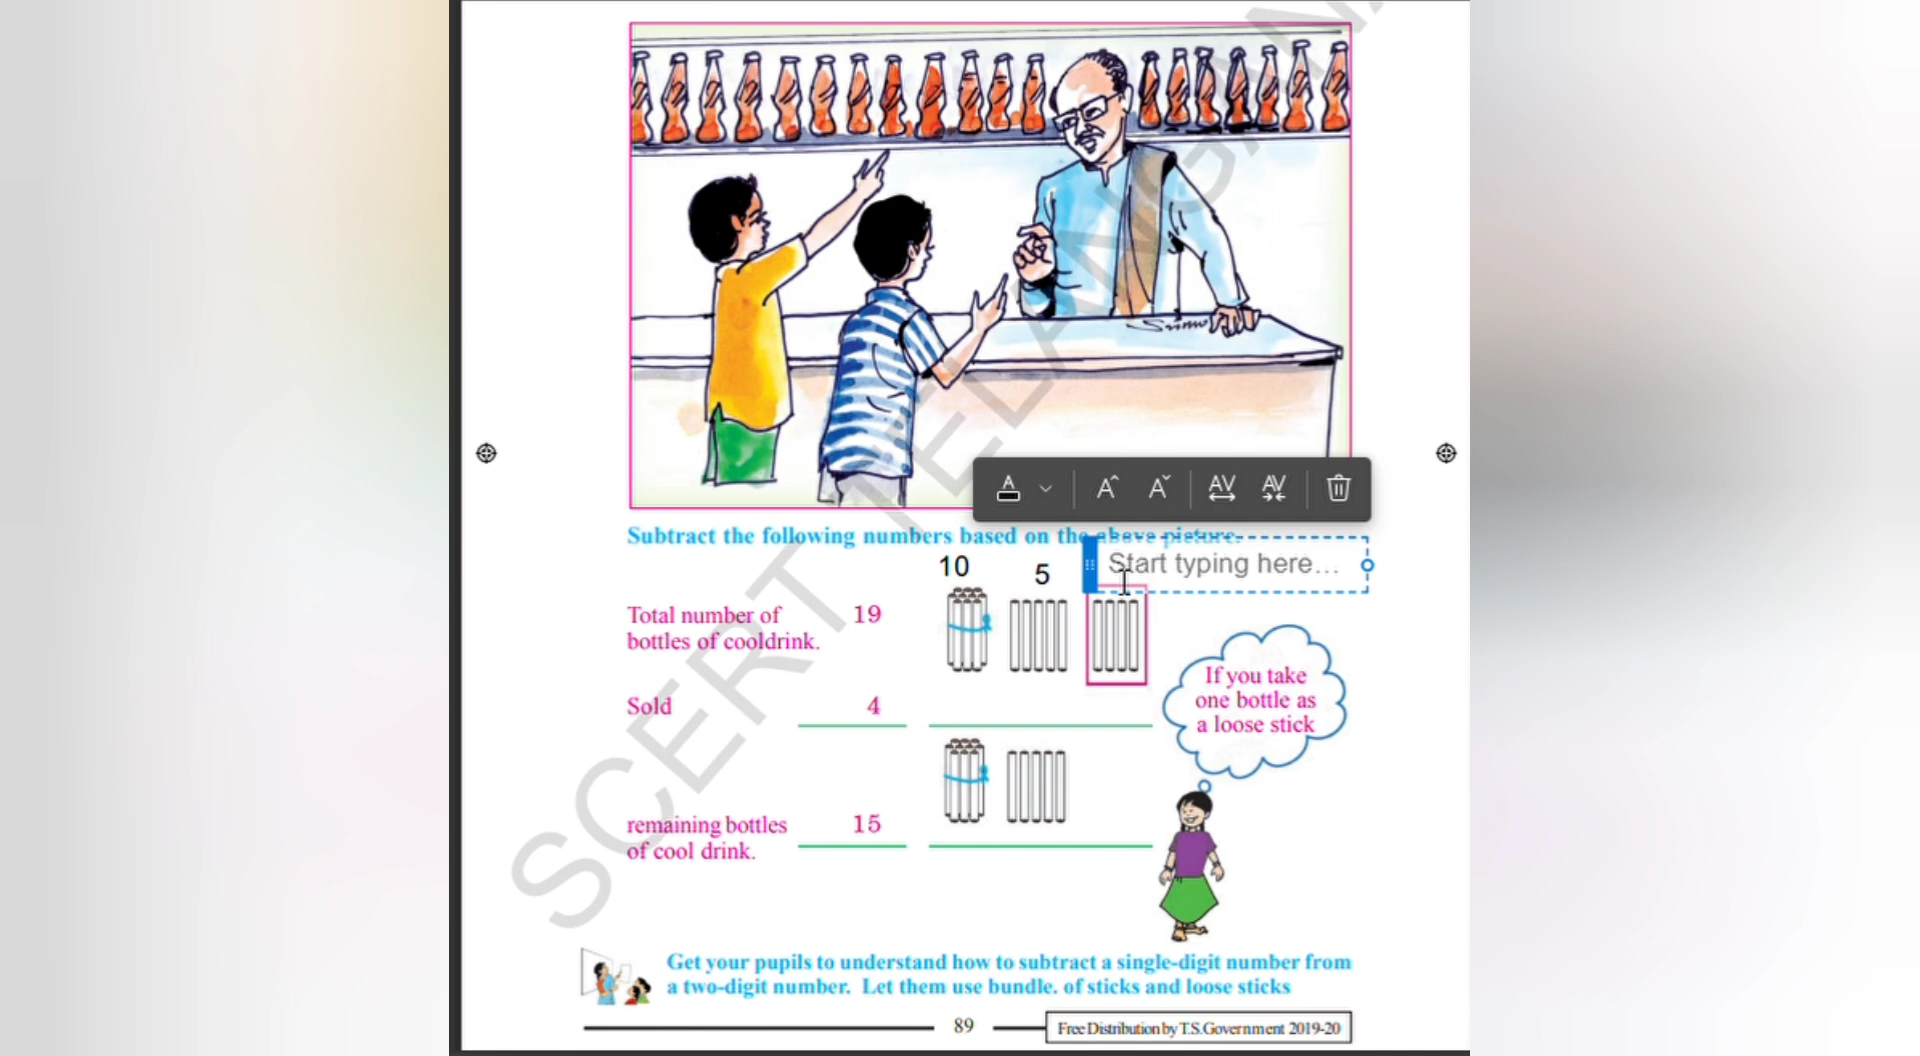 Subtract the following numbers based on the above picture.
10
5
Start typing here...
Total number of 19
bottles of cooldrink.
If you take
one bottle as
a loose stick
Sold 4
remaining bottles 15
of cool drink.
Get your pupils to understand how to subtract a single-digit number from
a two-digit number. Let them use bundle. of sticks and loose sticks
89
Free Distribution by T.S.Government 2019-20
SCERT TELANGANA